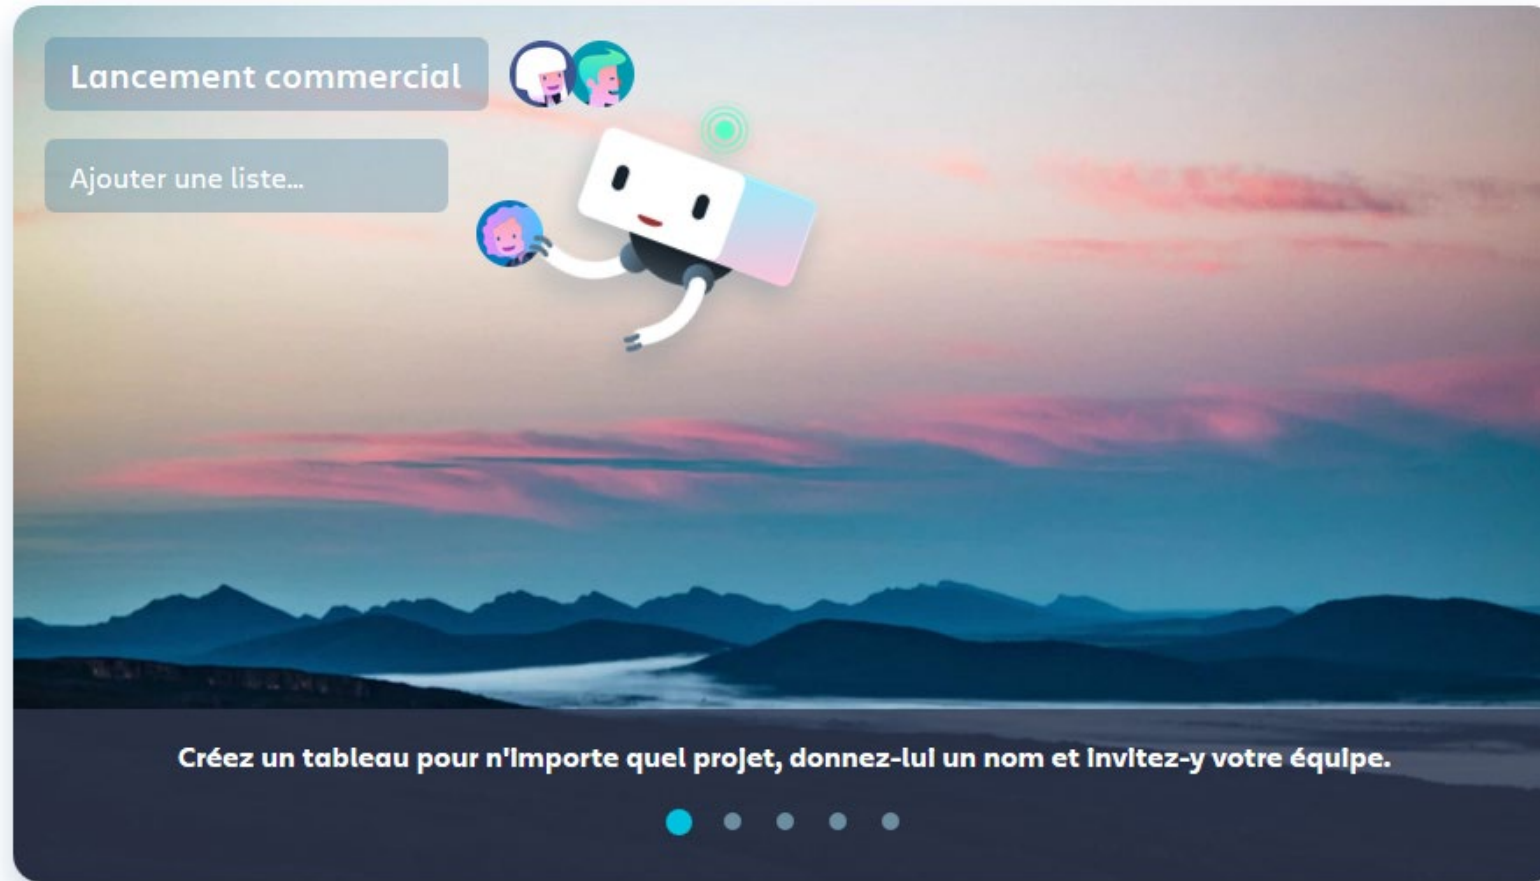 Lancement commercial
Ajouter une liste...
Créez un tableau pour n'importe quel projet, donnez-lui un nom et invitez-y votre équipe.